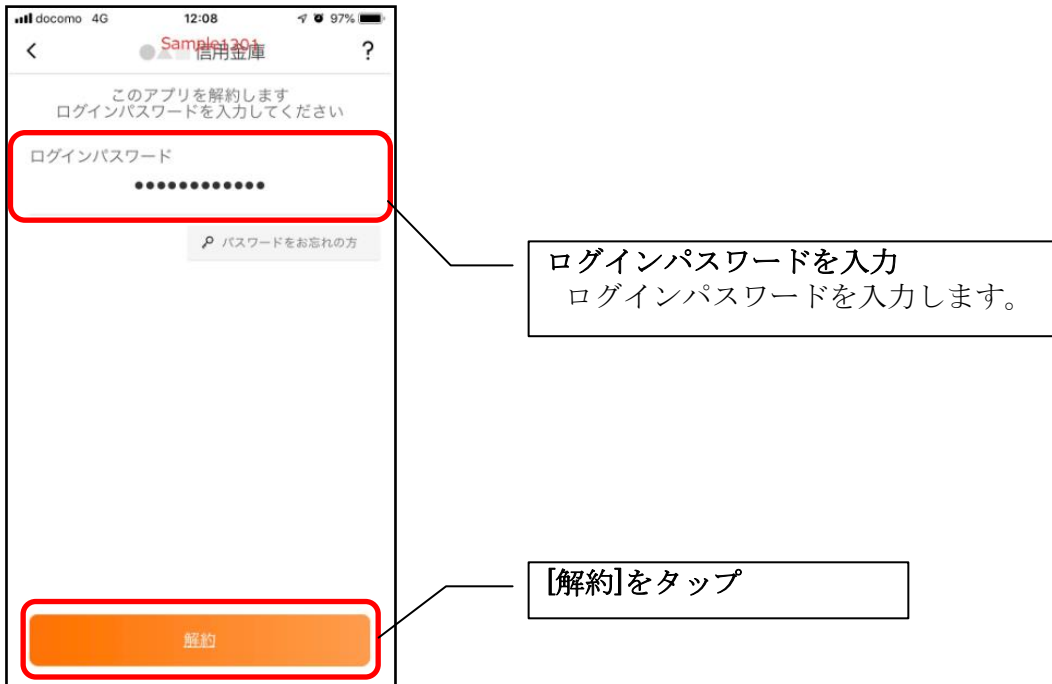 docomo 4G 12:08 97%
Sample1201
信用金庫
?
このアプリを解約します
ログインパスワードを入力してください
ログインパスワード
パスワードをお忘れの方
ログインパスワードを入力
ログインパスワードを入力します。
[解約]をタップ
解約